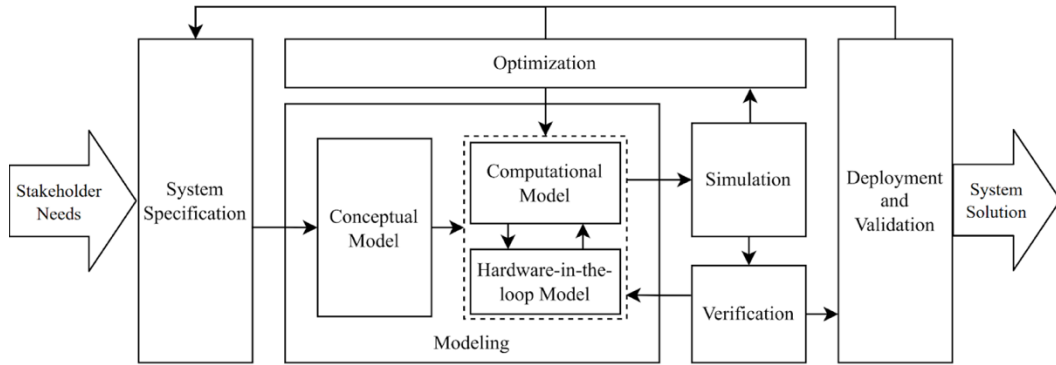 Stakeholder
Needs
System
Specification
Optimization
Conceptual
Model
Computational
Model
Hardware-in-the-
loop Model
Modeling
Simulation
Verification
Deployment
and
Validation
System
Solution